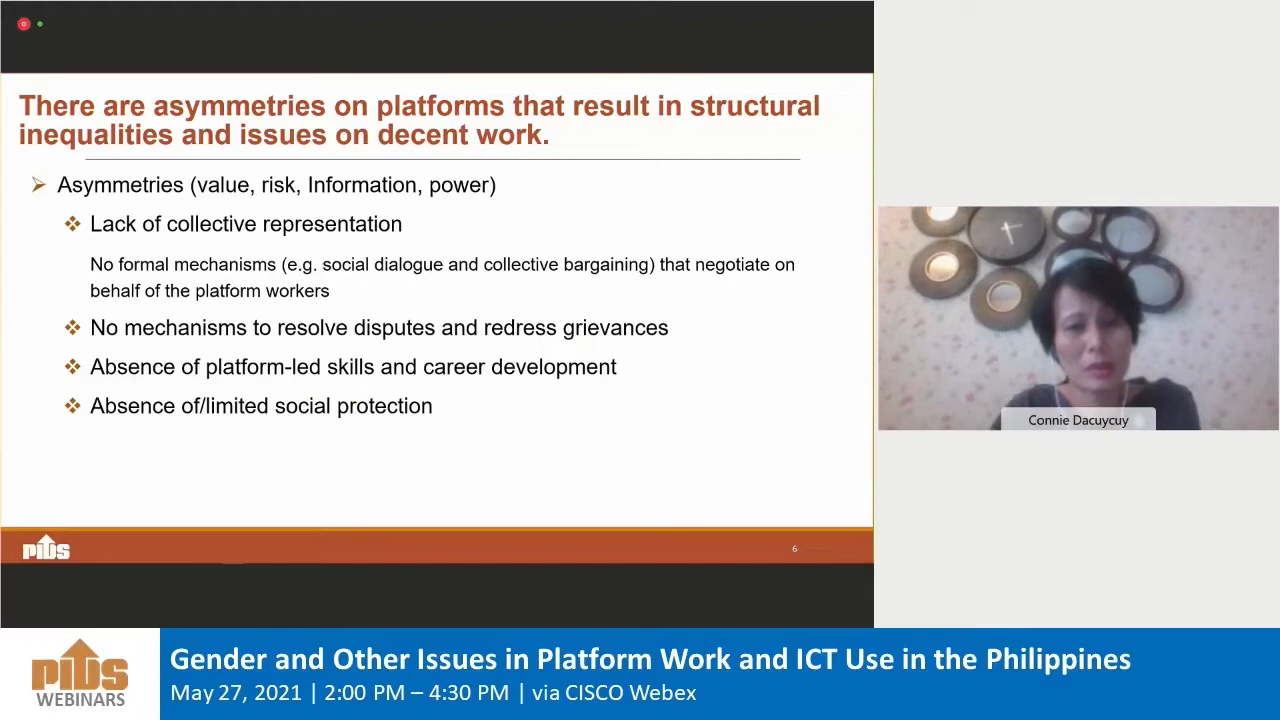 There are asymmetries on platforms that result in structural
inequalities and issues on decent work.
Asymmetries (value, risk, Information, power)
Lack of collective representation
No formal mechanisms (e.g. social dialogue and collective bargaining) that negotiate on
behalf of the platform workers
No mechanisms to resolve disputes and redress grievances
Absence of platform-led skills and career development
Absence of/limited social protection
PIDS
6
Connie Dacuycuy
PIDS
WEBINARS
Gender and Other Issues in Platform Work and ICT Use in the Philippines
May 27, 2021 | 2:00 PM – 4:30 PM | via CISCO Webex